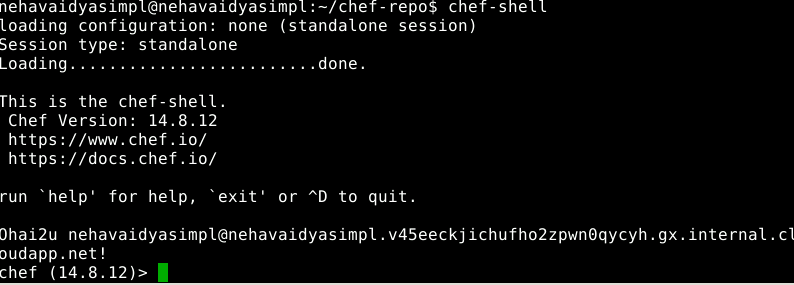 nehavaidyasimpl@nehavaidyasimpl:~/chef-repo$ chef-shell
loading configuration: none (standalone session)
Session type: standalone
Loading.........................done.
This is the chef-shell.
Chef Version: 14.8.12
https://www.chef.io/
https://docs.chef.io/
run `help' for help, `exit' or ^D to quit.
Ohai2u nehavaidyasimpl@nehavaidyasimpl.v45eeckjichufho2zpwn0qycyh.gx.internal.cl
oudapp.net!
chef (14.8.12)>